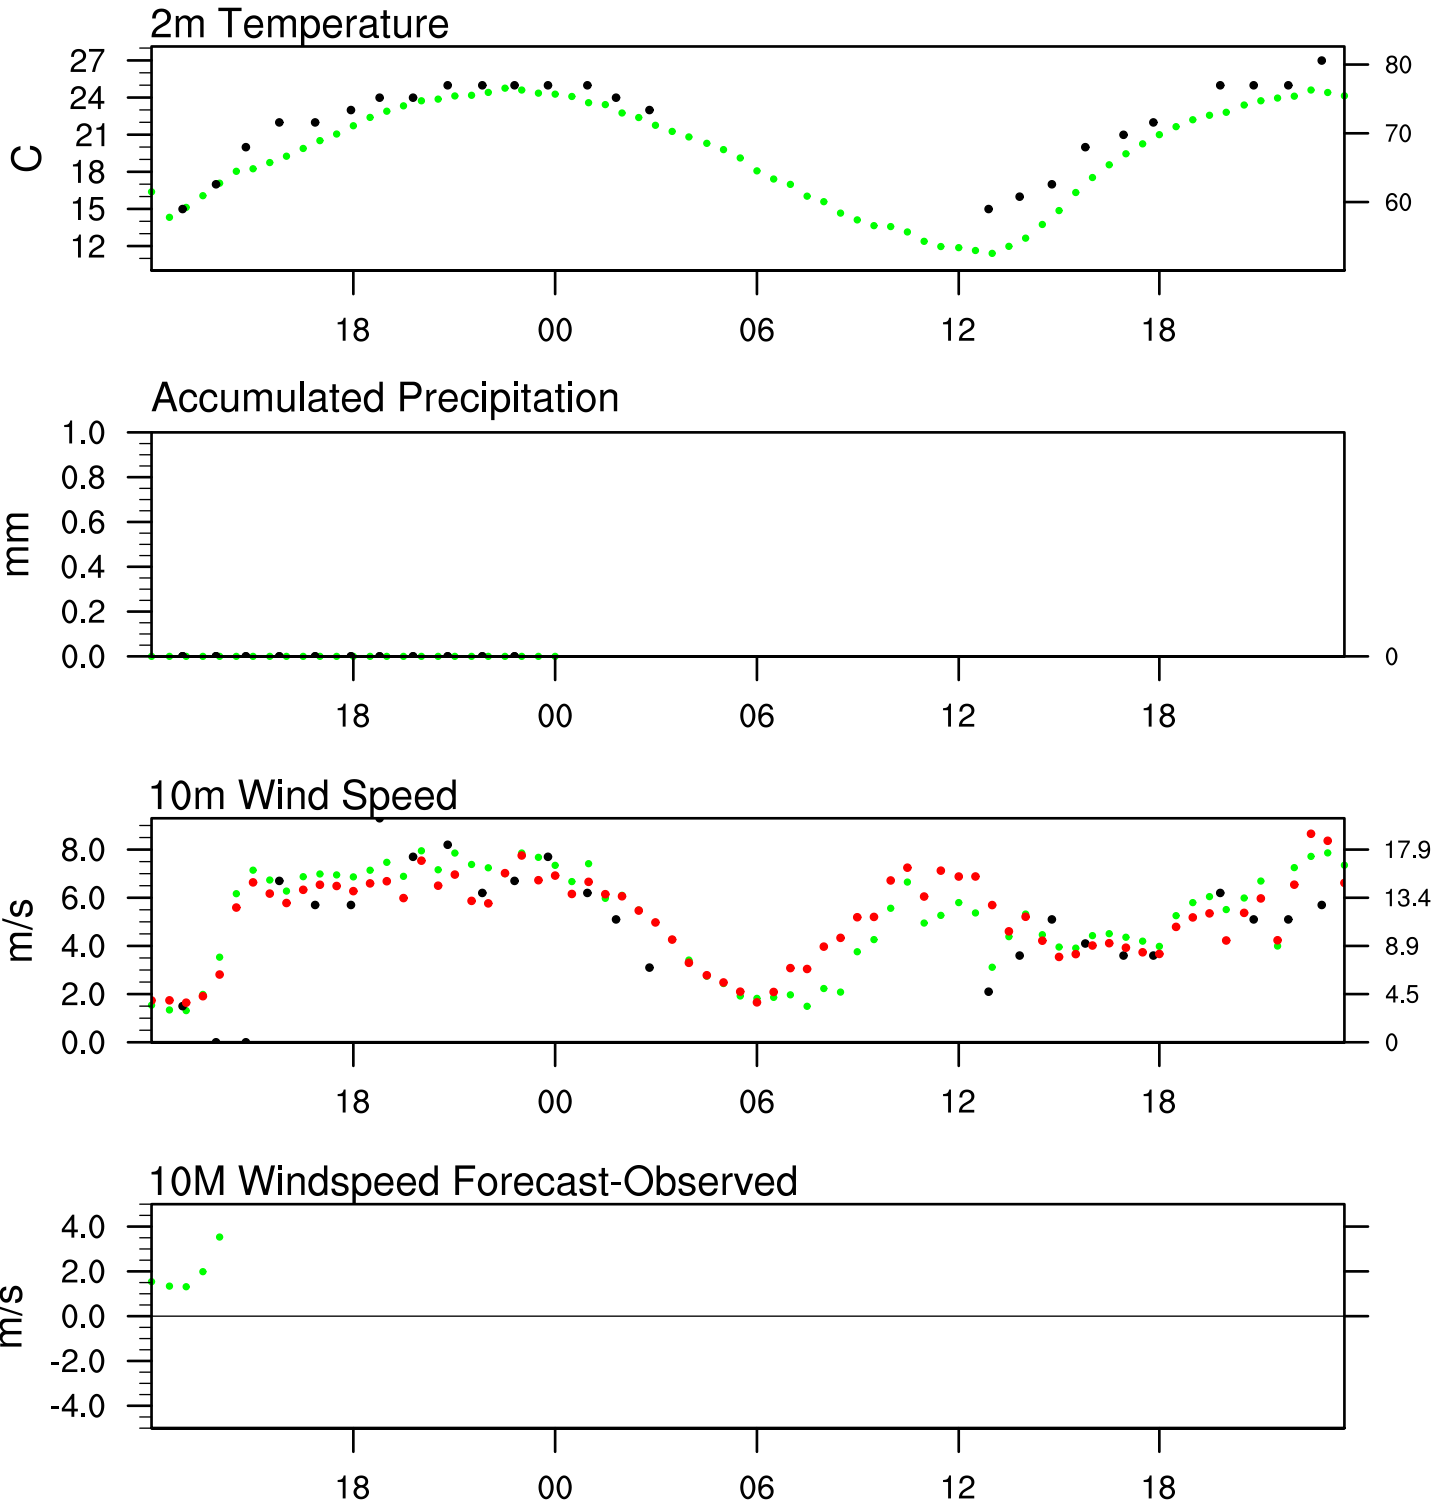 2m Temperature
27 80
24
21 70
18
15 60
12
C
18 00 06 12 18
Accumulated Precipitation
1.0
0.8
0.6
0.4
0.2
0.0 0
mm
18 00 06 12 18
10m Wind Speed
8.0 17.9
6.0 13.4
4.0 8.9
2.0 4.5
0.0 0
m/s
18 00 06 12 18
10M Windspeed Forecast-Observed
4.0
2.0
0.0
-2.0
-4.0
m/s
18 00 06 12 18